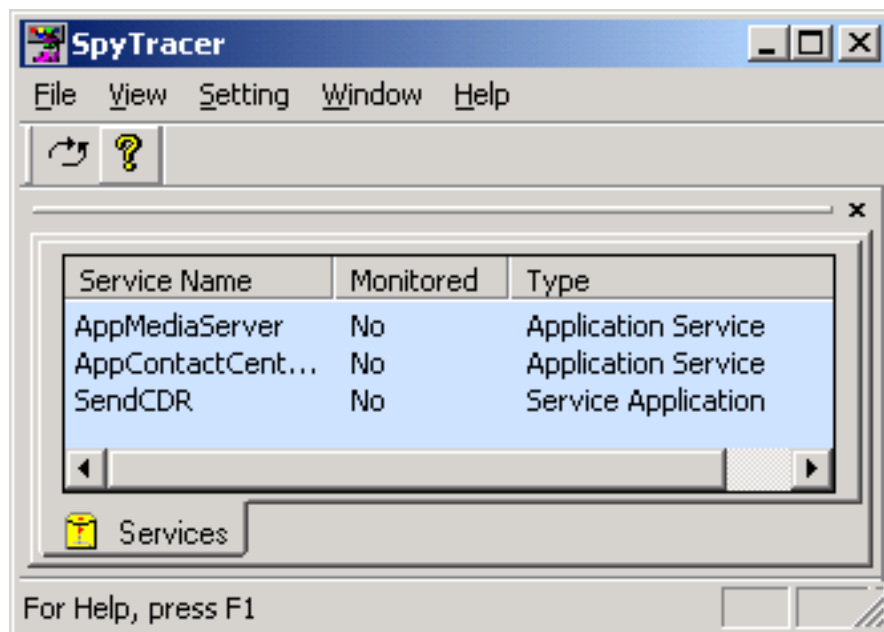 SpyTracer
File View Setting Window Help
Service Name Monitored Type
AppMediaServer No Application Service
AppContactCent... No Application Service
SendCDR No Service Application
Services
For Help, press F1